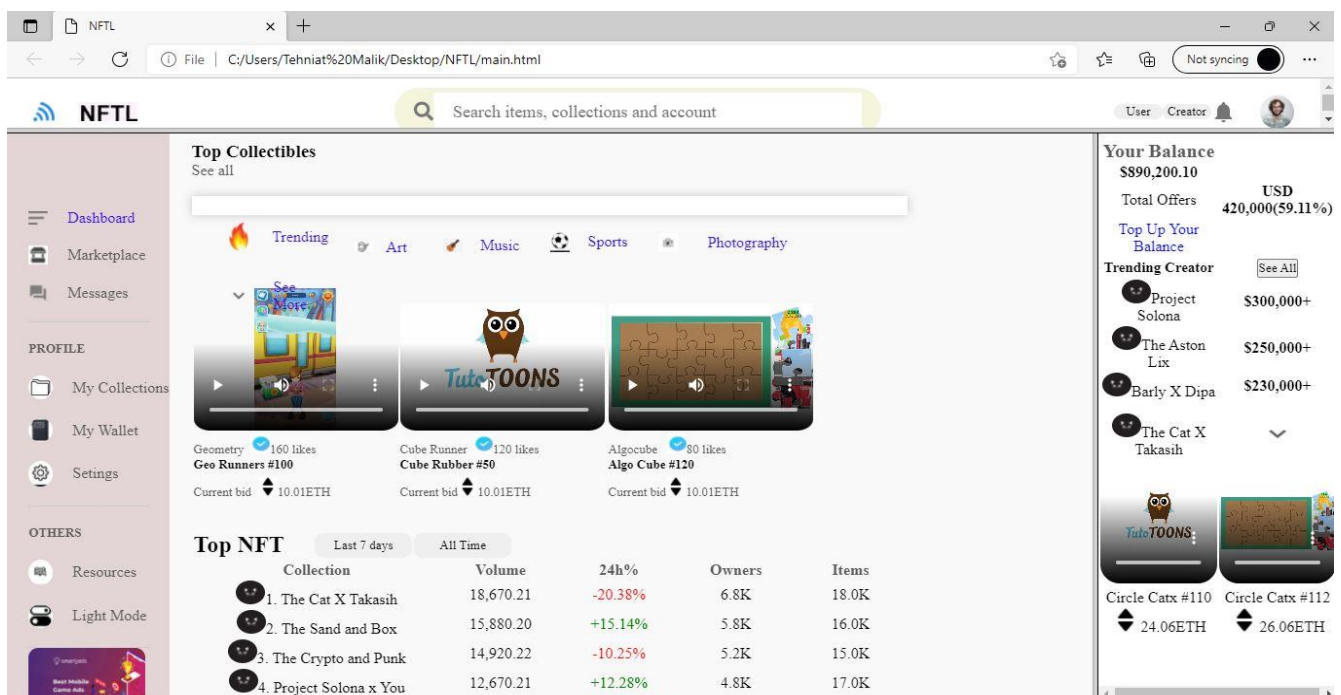 NFTL
File | C:/Users/Tehniat%20Malik/Desktop/NFTL/main.html
Not syncing
NFTL
Search items, collections and account
User Creator
Dashboard
Marketplace
Messages
PROFILE
My Collections
My Wallet
Setings
OTHERS
Resources
Light Mode
smartyads
Best Mobile
Game Ads
Top Collectibles
See all
Trending Art Music Sports Photography
See
More
TutoTOONS
Geometry 160 likes
Geo Runners #100
Current bid 10.01ETH
Cube Runner 120 likes
Cube Rubber #50
Current bid 10.01ETH
Algocube 80 likes
Algo Cube #120
Current bid 10.01ETH
Top NFT Last 7 days All Time
Collection Volume 24h% Owners Items
1. The Cat X Takasih 18,670.21 -20.38% 6.8K 18.0K
2. The Sand and Box 15,880.20 +15.14% 5.8K 16.0K
3. The Crypto and Punk 14,920.22 -10.25% 5.2K 15.0K
4. Project Solona x You 12,670.21 +12.28% 4.8K 17.0K
Your Balance
$890,200.10
Total Offers
USD
420,000(59.11%)
Top Up Your
Balance
Trending Creator See All
Project
Solona
$300,000+
The Aston
Lix
$250,000+
Barly X Dipa $230,000+
The Cat X
Takasih
TutoTOONS
Circle Catx #110 Circle Catx #112
24.06ETH 26.06ETH